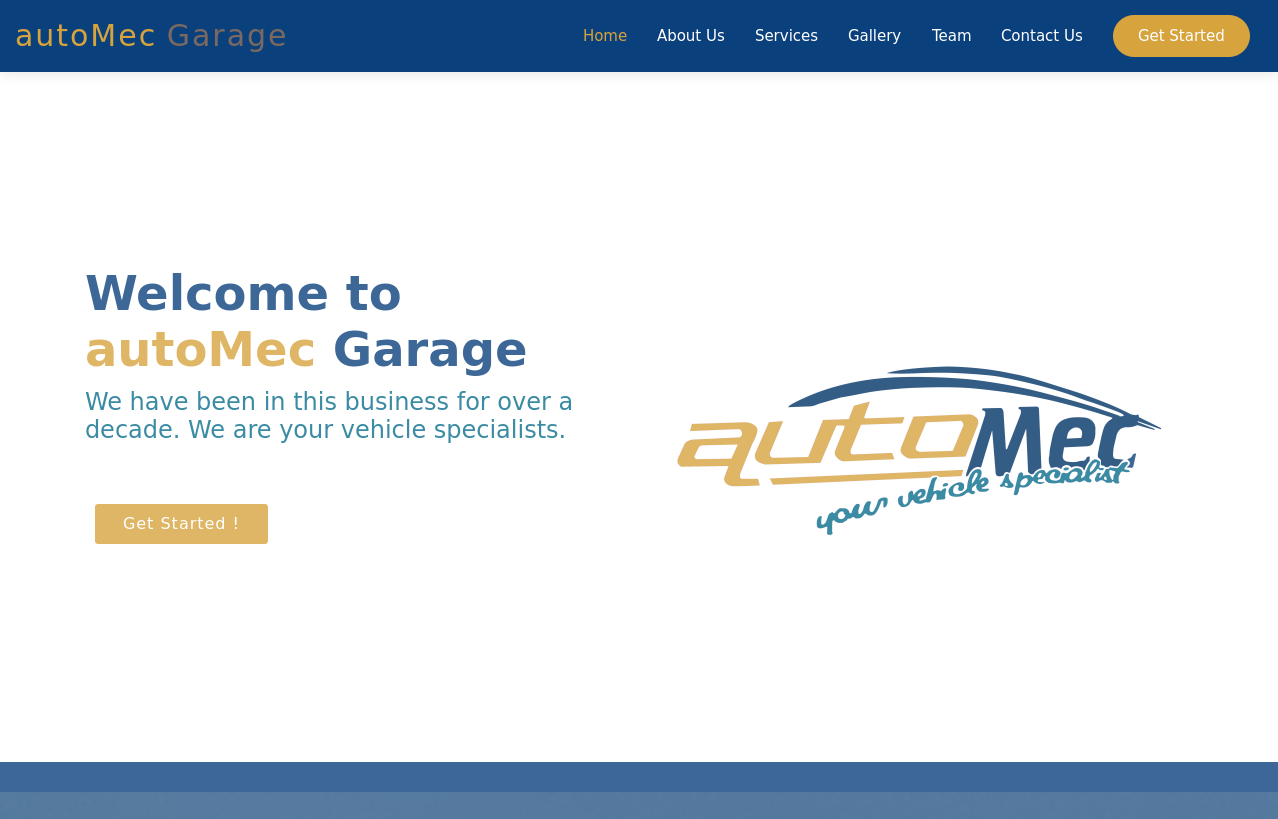 autoMec Garage
Home
About Us
Services
Gallery
Team
Contact Us
Get Started
Welcome to
autoMec Garage
We have been in this business for over a
decade. We are your vehicle specialists.
Get Started !
autoMec
your vehicle specialist